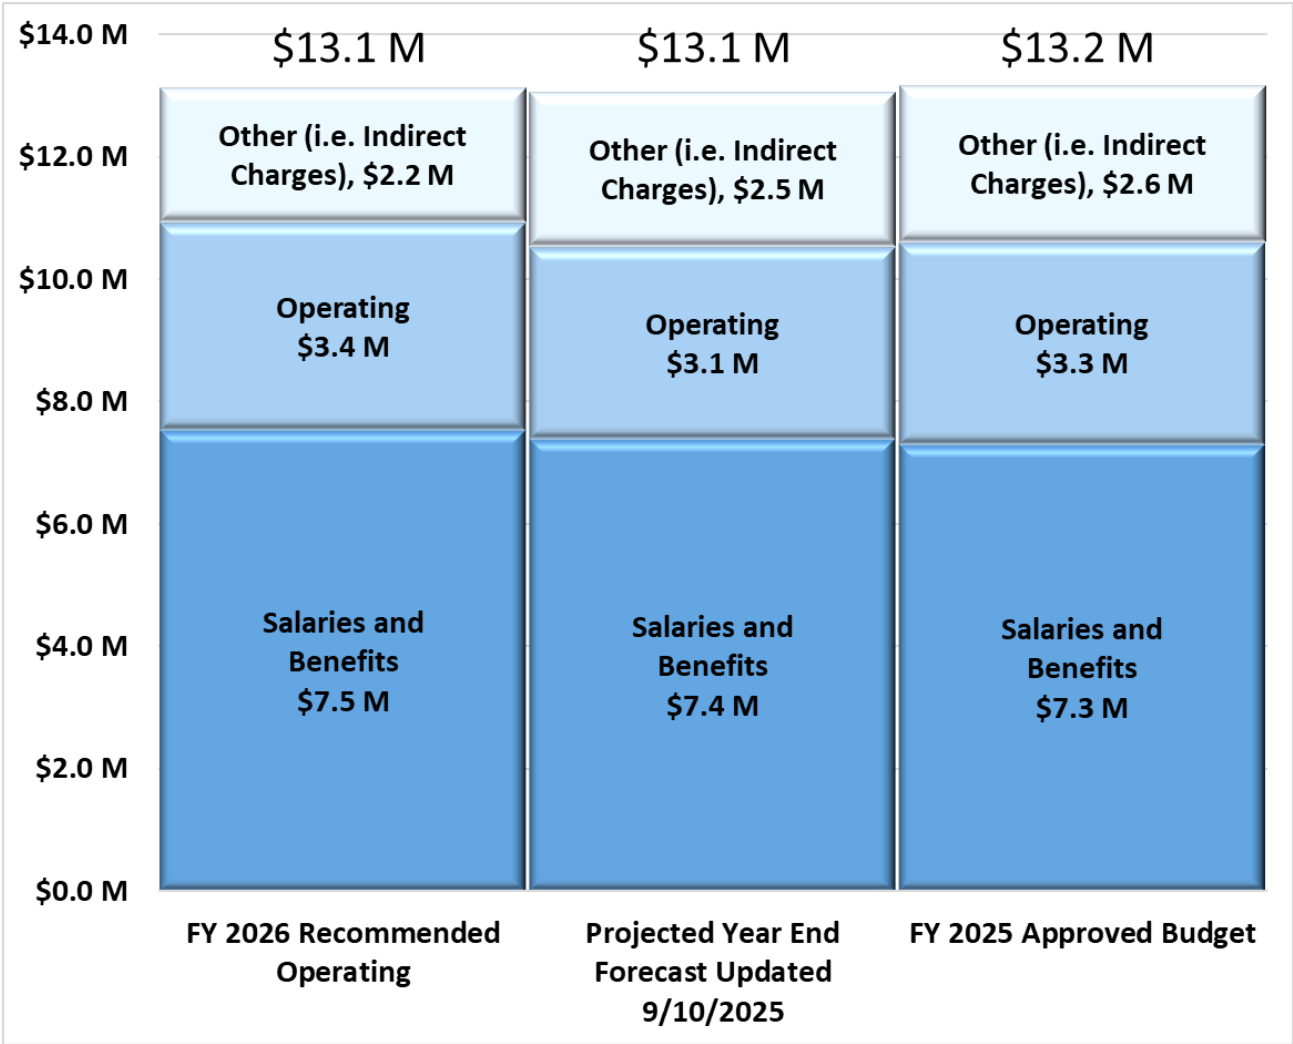 $14.0 M
$12.0 M
$10.0 M
$8.0 M
$6.0 M
$4.0 M
$2.0 M
$0.0 M
$13.1 M
Other (i.e. Indirect
Charges), $2.2 M
Operating
$3.4 M
Salaries and
Benefits
$7.5 M
FY 2026 Recommended
Operating
$13.1 M
Other (i.e. Indirect
Charges), $2.5 M
Operating
$3.1 M
Salaries and
Benefits
$7.4 M
Projected Year End
Forecast Updated
9/10/2025
$13.2 M
Other (i.e. Indirect
Charges), $2.6 M
Operating
$3.3 M
Salaries and
Benefits
$7.3 M
FY 2025 Approved Budget